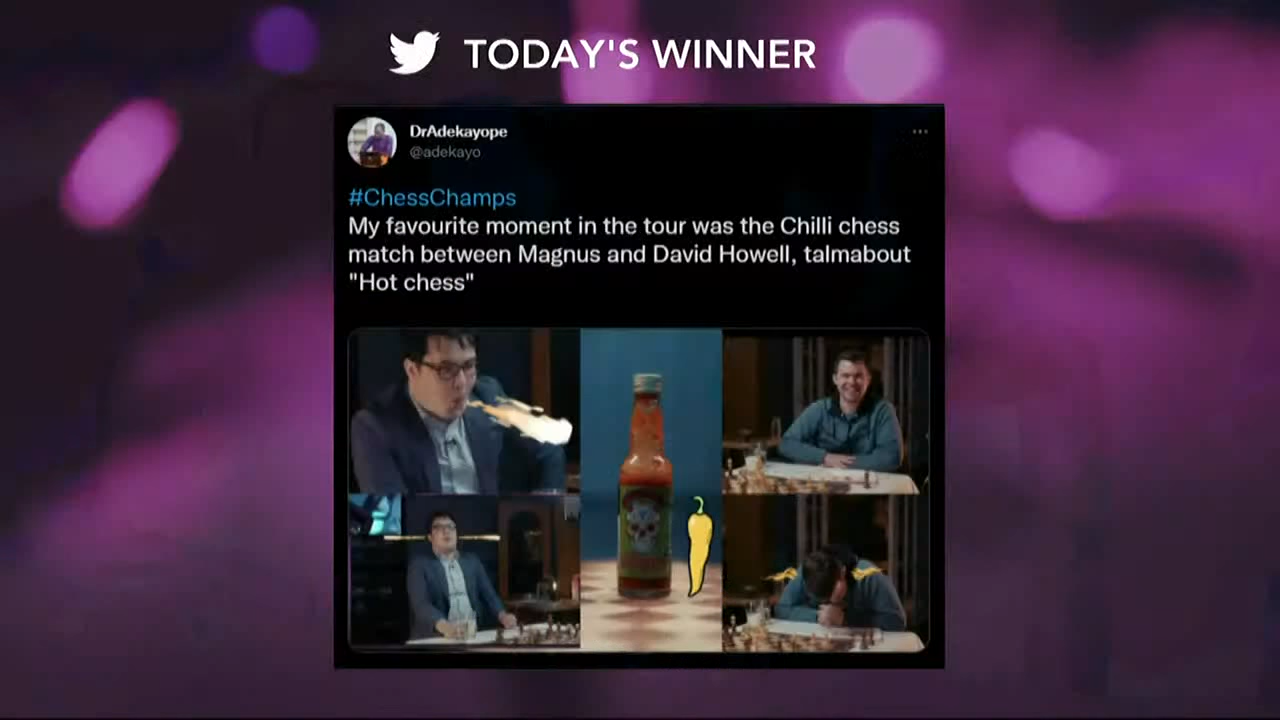 TODAY'S WINNER
DrAdekayope
@adekayo
#ChessChamps
My favourite moment in the tour was the Chilli chess
match between Magnus and David Howell, talmabout
"Hot chess"